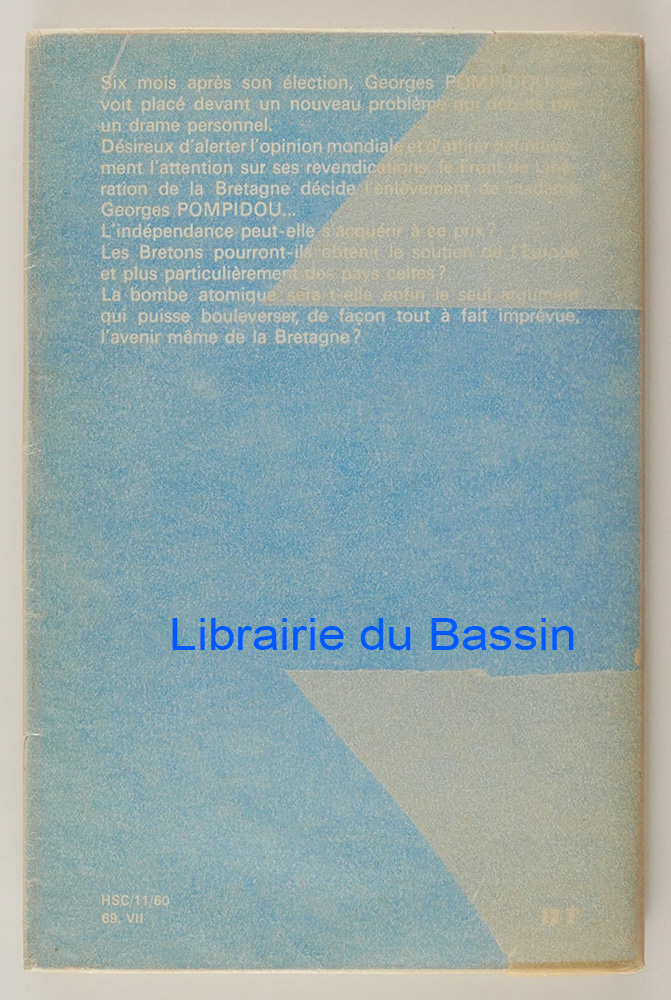 Six mois après son élection, Georges POMPIDOU se
voit placé devant un nouveau problème qui débute par
un drame personnel.
Désireux d'alerter l'opinion mondiale et d'attirer
ment l'attention sur ses revendications, le Front de Libé-
ration de la Bretagne décide l'enlèvement de madame
Georges POMPIDOU...
L'indépendance peut-elle s'acquérir à ce prix?
Les Bretons pourront-ils obtenir le soutien de l'Europe
et plus particulièrement des pays celtes?
La bombe atomique sera t-elle enfin le seul argument
qui puisse bouleverser, de façon tout à fait imprévue,
l'avenir même de la Bretagne?
Librairie du Bassin
HSC/11/60
69. VII